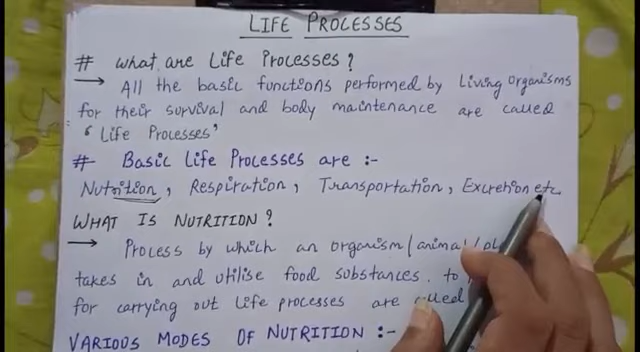 LIFE PROCESSES
# What are Life Processes?
→ All the basic functions performed by Living Organisms
for their survival and body maintenance are called
'Life Processes'
# Basic Life Processes are :-
Nutrition, Respiration, Transportation, Excretion etc.
WHAT IS NUTRITION?
→ Process by which an organism/animal/
takes in and utilise food substances. to
for carrying out life processes are called
VARIOUS MODES OF NUTRITION :-